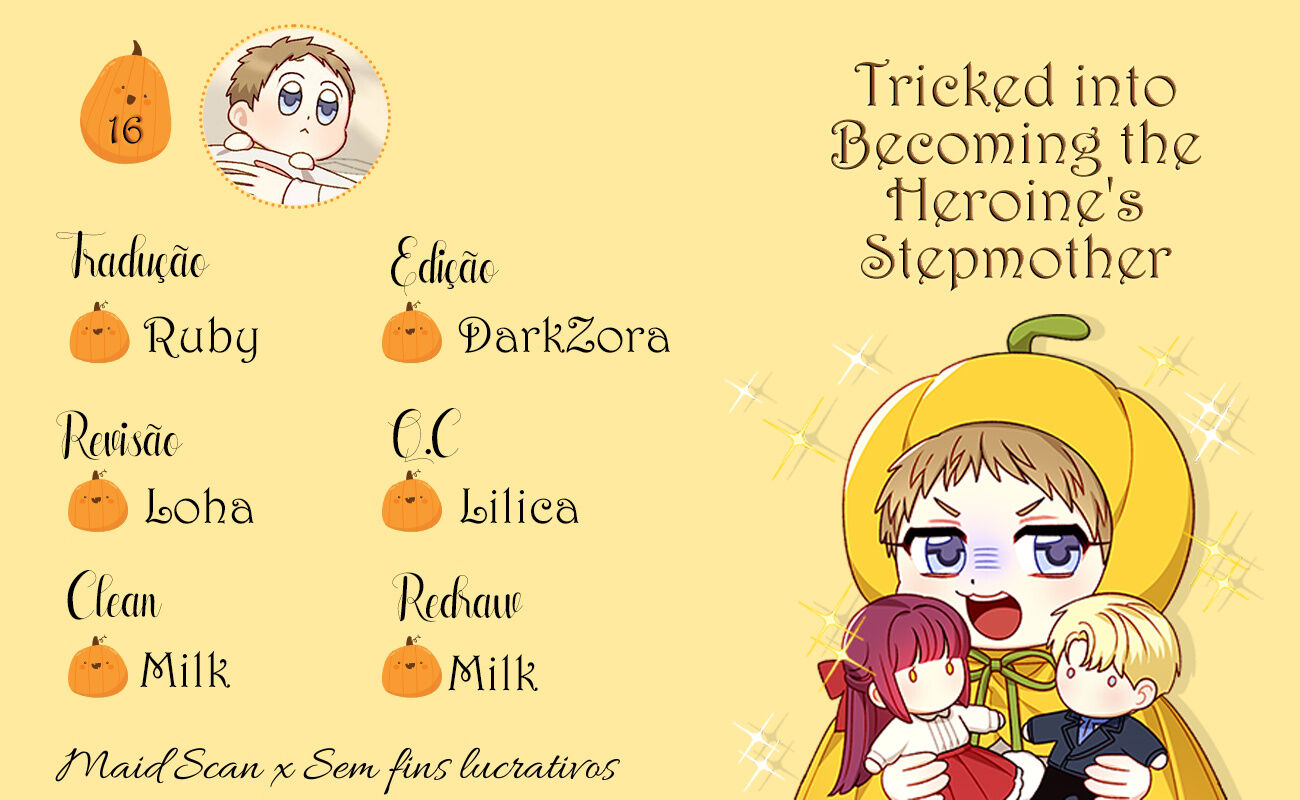 16
Tricked into
Becoming the
Heroine's
Stepmother
Tradução
Ruby
Edição
DarkZora
Revisão
Loha
Q.C
Lilica
Clean
Milk
Redraw
Milk
Maid Scan x Sem fins lucrativos